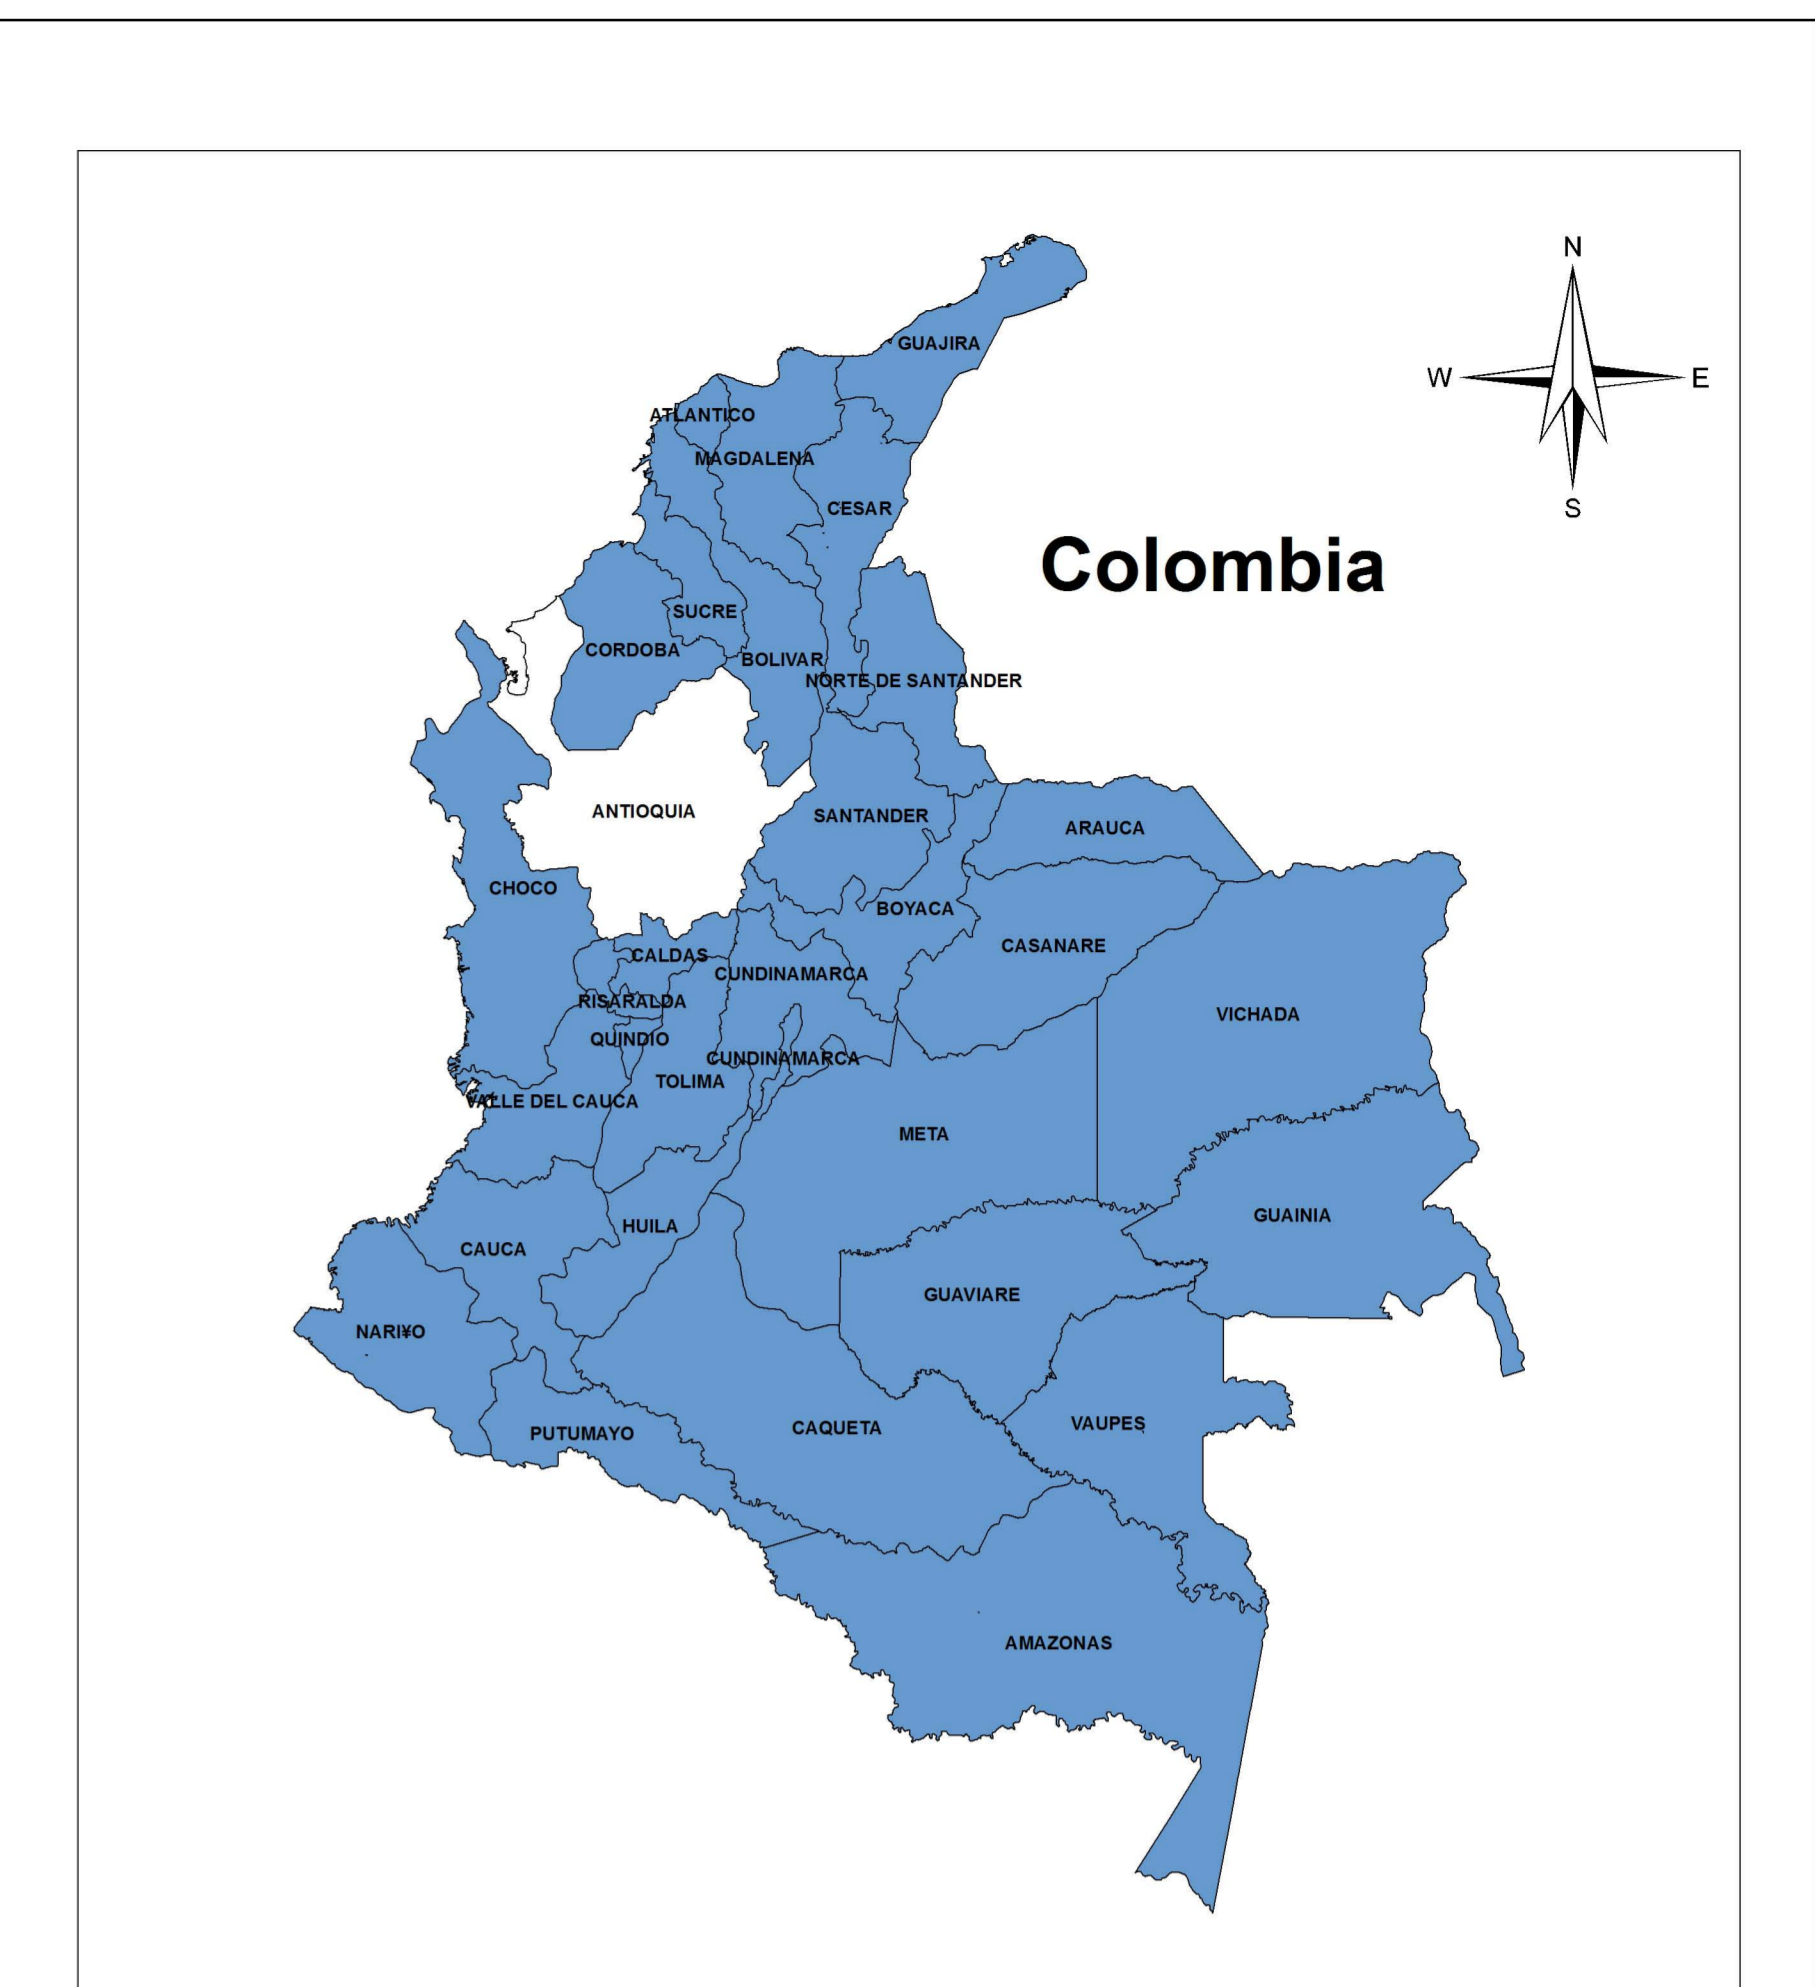 N
GUAJIRA
W
E
ATLANTICO
MAGDALENA
CESAR
S
Colombia
SUCRE
CORDOBA
BOLIVAR
NORTE DE SANTANDER
ANTIOQUIA
SANTANDER
ARAUCA
CHOCO
BOYACA
CASANARE
CALDAS
CUNDINAMARCA
RISARALDA
VICHADA
QUINDIO
CUNDINAMARCA
TOLIMA
VALLE DEL CAUCA
META
GUAINIA
HUILA
CAUCA
GUAVIARE
NARI¥O
VAUPES
CAQUETA
PUTUMAYO
AMAZONAS